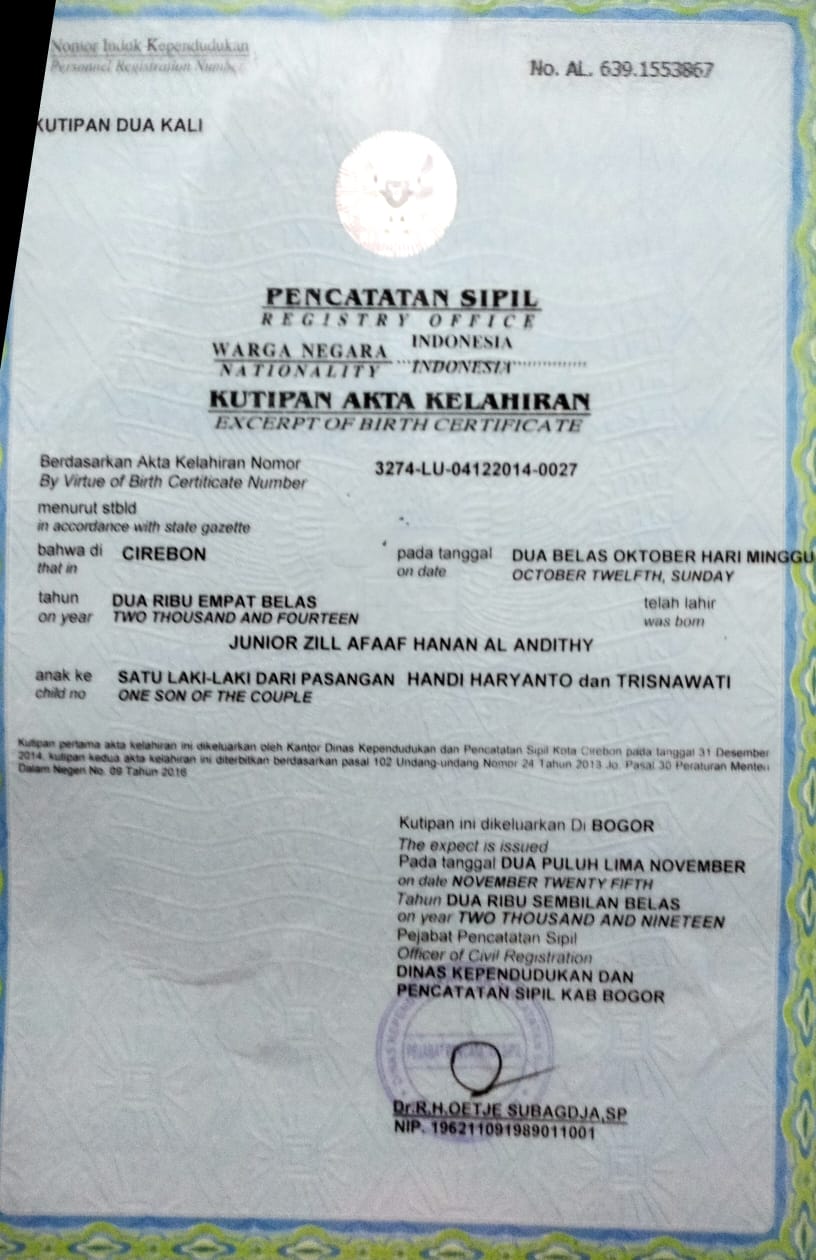 Nomor Induk Kependudukan
Personnel Registration Number
No. AL. 639.1553867
KUTIPAN DUA KALI
PENCATATAN SIPIL
REGISTRY OFFICE
WARGA NEGARA INDONESIA
NATIONALITY INDONESIA
KUTIPAN AKTA KELAHIRAN
EXCERPT OF BIRTH CERTIFICATE
Berdasarkan Akta Kelahiran Nomor 3274-LU-04122014-0027
By Virtue of Birth Certiticate Number
menurut stbld
in accordance with state gazette
bahwa di CIREBON pada tanggal DUA BELAS OKTOBER HARI MINGGU
that in on date OCTOBER TWELFTH, SUNDAY
tahun DUA RIBU EMPAT BELAS telah lahir
on year TWO THOUSAND AND FOURTEEN was born
JUNIOR ZILL AFAAF HANAN AL ANDITHY
anak ke SATU LAKI-LAKI DARI PASANGAN HANDI HARYANTO dan TRISNAWATI
child no ONE SON OF THE COUPLE
Kutipan pertama akta kelahiran ini dikeluarkan oleh Kantor Dinas Kependudukan dan Pencatatan Sipil Kota Cirebon pada tanggal 31 Desember
2014, kutipan kedua akta kelahiran ini diterbitkan berdasarkan pasal 102 Undang-undang Nomor 24 Tahun 2013 Jo. Pasal 30 Peraturan Menteri
Dalam Negeri No. 09 Tahun 2016
Kutipan ini dikeluarkan Di BOGOR
The expect is issued
Pada tanggal DUA PULUH LIMA NOVEMBER
on date NOVEMBER TWENTY FIFTH
Tahun DUA RIBU SEMBILAN BELAS
on year TWO THOUSAND AND NINETEEN
Pejabat Pencatatan Sipil
Officer of Civil Registration
DINAS KEPENDUDUKAN DAN
PENCATATAN SIPIL KAB BOGOR
Dr.R.H.OETJE SUBAGDJA,SP
NIP. 196211091989011001